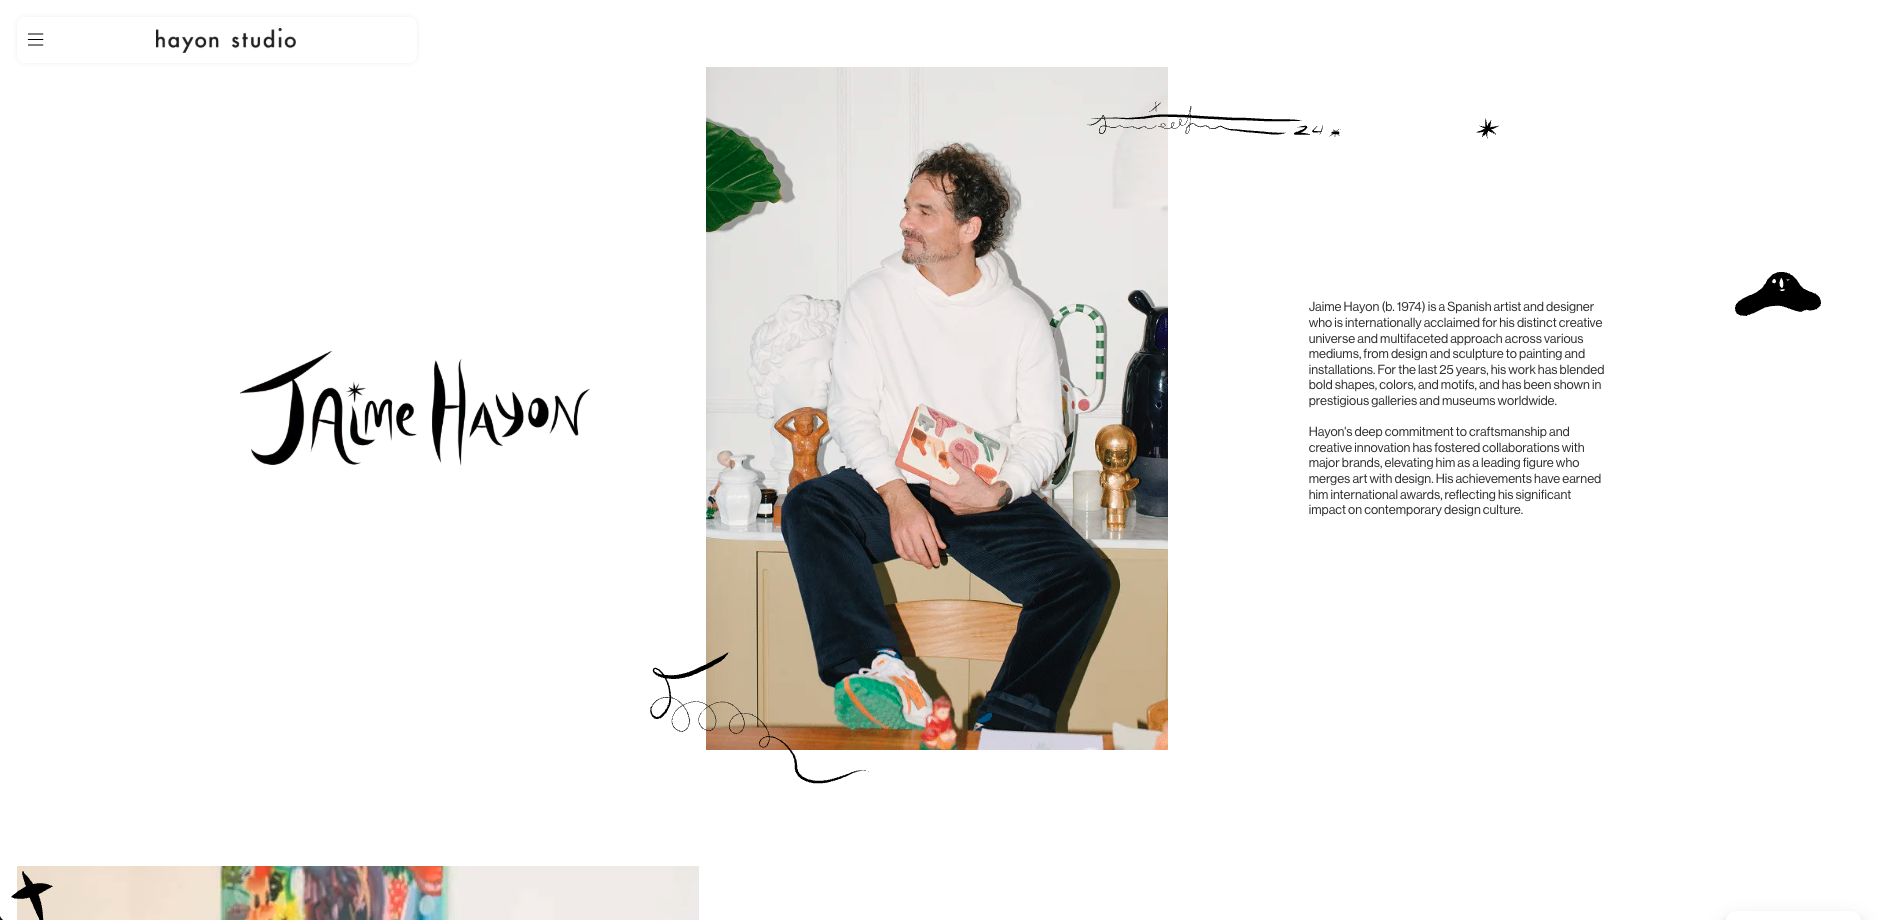 hayon studio
24
Jaime Hayon
Jaime Hayon (b. 1974) is a Spanish artist and designer
who is internationally acclaimed for his distinct creative
universe and multifaceted approach across various
mediums, from design and sculpture to painting and
installations. For the last 25 years, his work has blended
bold shapes, colors, and motifs, and has been shown in
prestigious galleries and museums worldwide.
Hayon's deep commitment to craftsmanship and
creative innovation has fostered collaborations with
major brands, elevating him as a leading figure who
merges art with design. His achievements have earned
him international awards, reflecting his significant
impact on contemporary design culture.